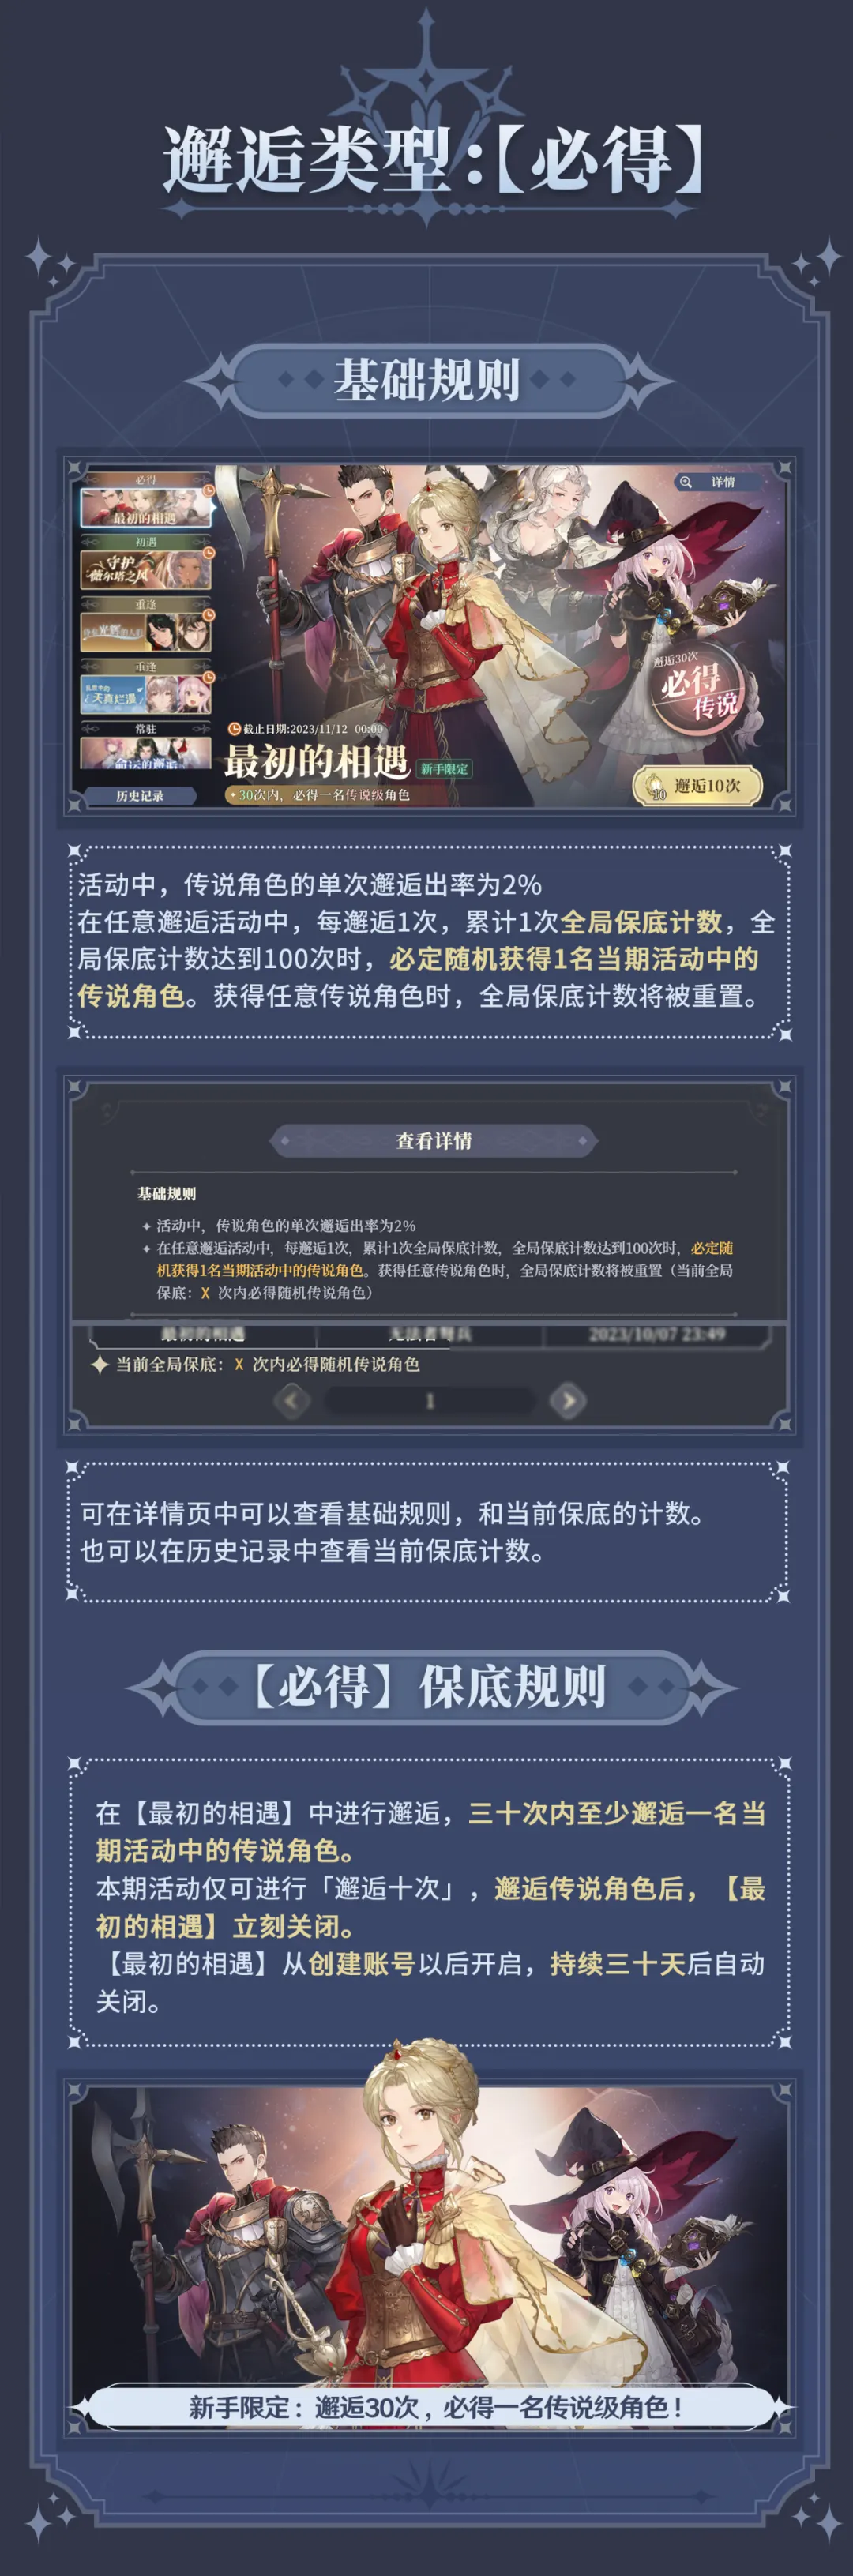 邂逅类型：【必得】
基础规则
必得
最初的相遇
初遇
守护
薇尔塔之风
重逢
重逢
天真烂漫
常驻
命运的邂逅
历史记录
详情
邂逅30次
必得
传说
截止日期:2023/11/12 00:00
最初的相遇 新手限定
30次内，必得一名传说级角色
10 邂逅10次
活动中，传说角色的单次邂逅出率为2%
在任意邂逅活动中，每邂逅1次，累计1次全局保底计数，全
局保底计数达到100次时，必定随机获得1名当期活动中的
传说角色。获得任意传说角色时，全局保底计数将被重置。
查看详情
基础规则
活动中，传说角色的单次邂逅出率为2%
在任意邂逅活动中，每邂逅1次，累计1次全局保底计数，全局保底计数达到100次时，必定随
机获得1名当期活动中的传说角色。获得任意传说角色时，全局保底计数将被重置（当前全局
保底：X 次内必得随机传说角色）
最初的相遇 2023/10/07 23:49
当前全局保底：X 次内必得随机传说角色
1
可在详情页中可以查看基础规则，和当前保底的计数。
也可以在历史记录中查看当前保底计数。
【必得】保底规则
在【最初的相遇】中进行邂逅，三十次内至少邂逅一名当
期活动中的传说角色。
本期活动仅可进行「邂逅十次」，邂逅传说角色后，【最
初的相遇】立刻关闭。
【最初的相遇】从创建账号以后开启，持续三十天后自动
关闭。
新手限定：邂逅30次，必得一名传说级角色！